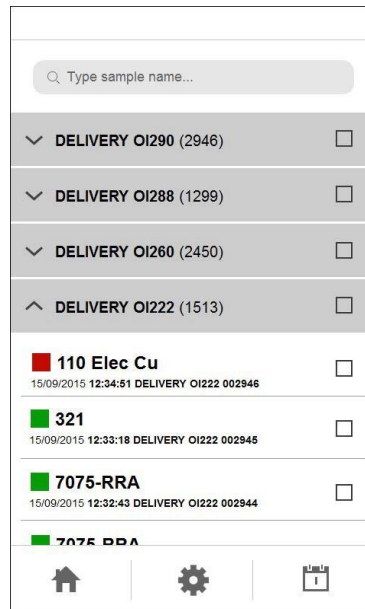 Type sample name...
DELIVERY OI290 (2946)
DELIVERY OI288 (1299)
DELIVERY OI260 (2450)
DELIVERY OI222 (1513)
110 Elec Cu
15/09/2015 12:34:51 DELIVERY OI222 002946
321
15/09/2015 12:33:18 DELIVERY OI222 002945
7075-RRA
15/09/2015 12:32:43 DELIVERY OI222 002944
7075-RRA